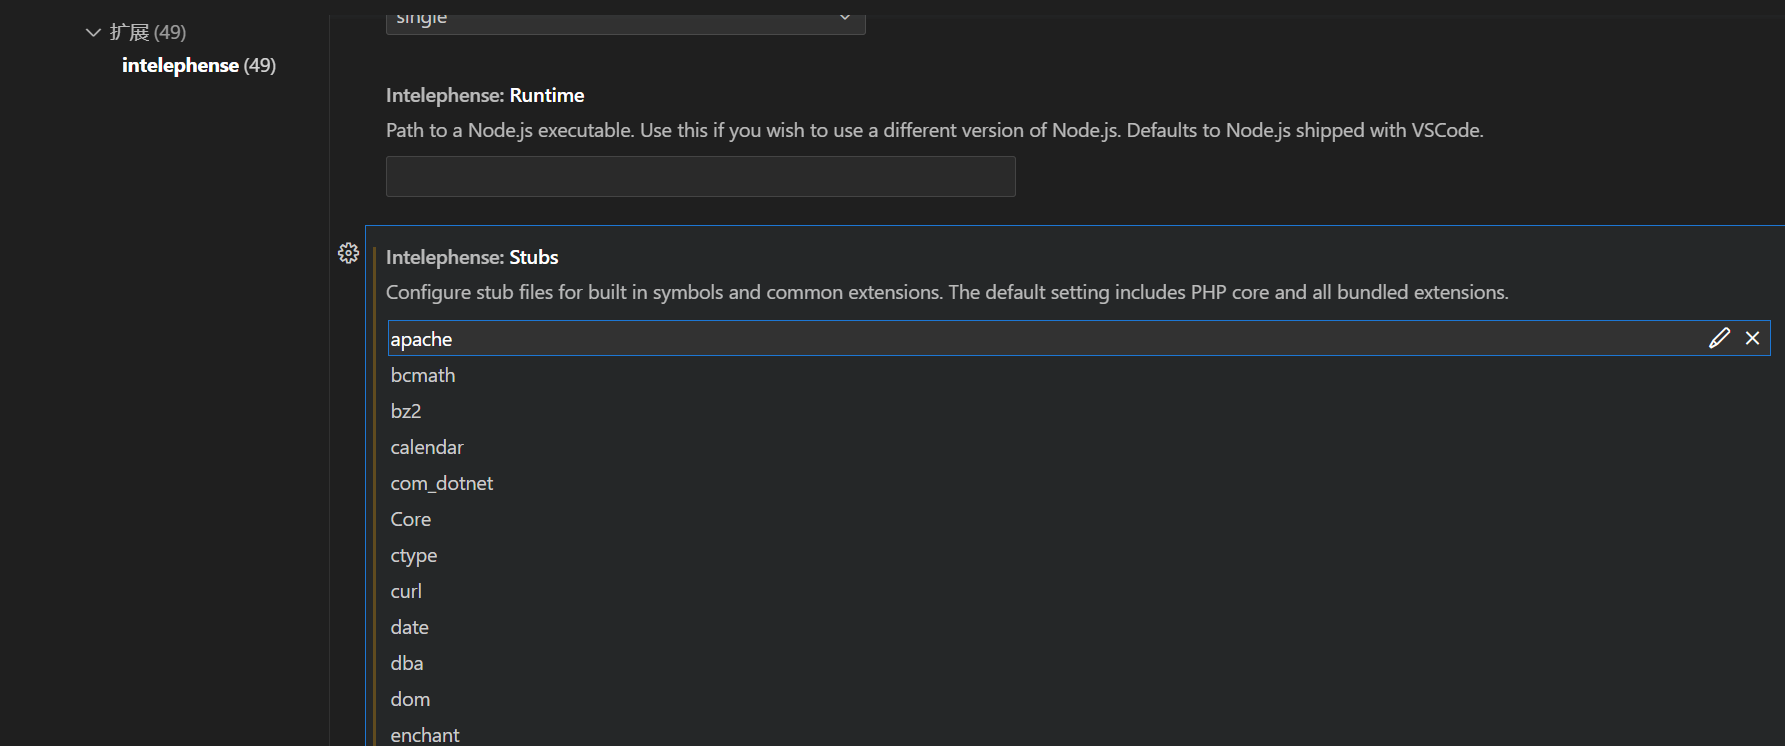 扩展 (49)
intelephense (49)
single
Intelephense: Runtime
Path to a Node.js executable. Use this if you wish to use a different version of Node.js. Defaults to Node.js shipped with VSCode.
Intelephense: Stubs
Configure stub files for built in symbols and common extensions. The default setting includes PHP core and all bundled extensions.
apache
bcmath
bz2
calendar
com_dotnet
Core
ctype
curl
date
dba
dom
enchant